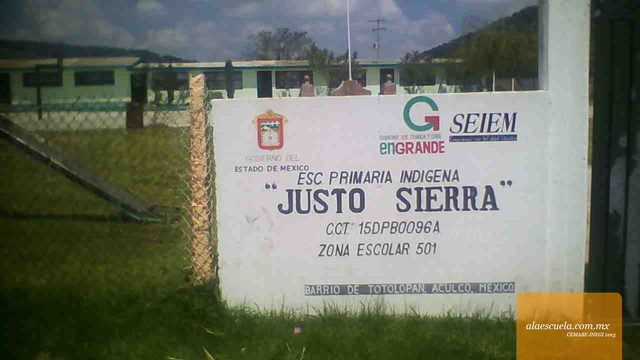 GOBIERNO DEL
ESTADO DE MEXICO
G
enGRANDE
SEIEM
ESC. PRIMARIA INDIGENA
"JUSTO SIERRA"
C.C.T. 15DPB0096A
ZONA ESCOLAR 501
BARRIO DE TOTOLOPAN, ACULCO, MEXICO
alaescuela.com.mx
CEMABE-INEGI 2013